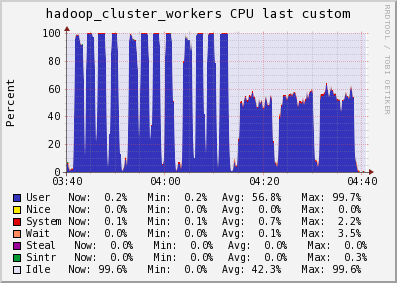 hadoop_cluster_workers CPU last custom
RRDTOOL / TOBI OETIKER
Percent
100
80
60
40
20
0
03:40 04:00 04:20 04:40
User Now: 0.2% Min: 0.2% Avg: 56.8% Max: 99.7%
Nice Now: 0.0% Min: 0.0% Avg: 0.0% Max: 0.0%
System Now: 0.1% Min: 0.1% Avg: 0.7% Max: 2.2%
Wait Now: 0.0% Min: 0.0% Avg: 0.1% Max: 3.5%
Steal Now: 0.0% Min: 0.0% Avg: 0.0% Max: 0.0%
Sintr Now: 0.0% Min: 0.0% Avg: 0.0% Max: 0.3%
Idle Now: 99.6% Min: 0.0% Avg: 42.3% Max: 99.6%